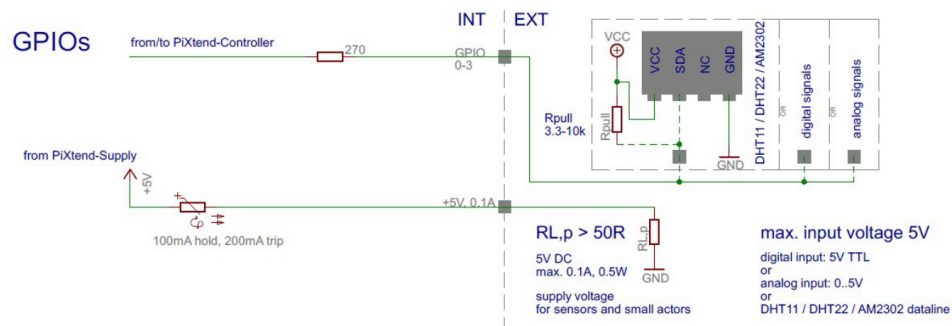 INT
EXT
GPIOs
from/to PiXtend-Controller
270
GPIO
0-3
VCC
VCC
SDA
NC
GND
DHT11 / DHT22 / AM2302
OR
digital signals
OR
analog signals
Rpull
3.3-10k
Rpull
GND
from PiXtend-Supply
+5V
+
100mA hold, 200mA trip
+5V, 0.1A
RL,p > 50R
5V DC
max. 0.1A, 0.5W
supply voltage
for sensors and small actors
RL,p
GND
max. input voltage 5V
digital input: 5V TTL
or
analog input: 0..5V
or
DHT11 / DHT22 / AM2302 dataline